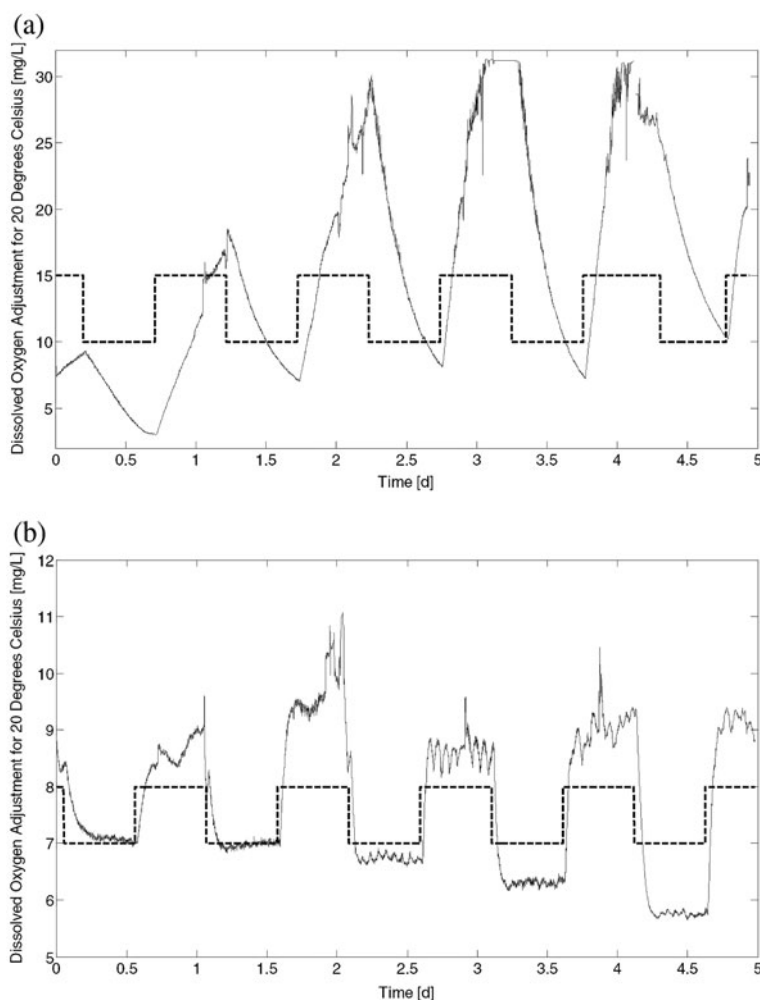 (a)
Dissolved Oxygen Adjustment for 20 Degrees Celsius [mg/L]
30
25
20
15
10
5
0 0.5 1 1.5 2 2.5 3 3.5 4 4.5 5
Time [d]
(b)
Dissolved Oxygen Adjustment for 20 Degrees Celsius [mg/L]
12
11
10
9
8
7
6
5
0 0.5 1 1.5 2 2.5 3 3.5 4 4.5 5
Time [d]